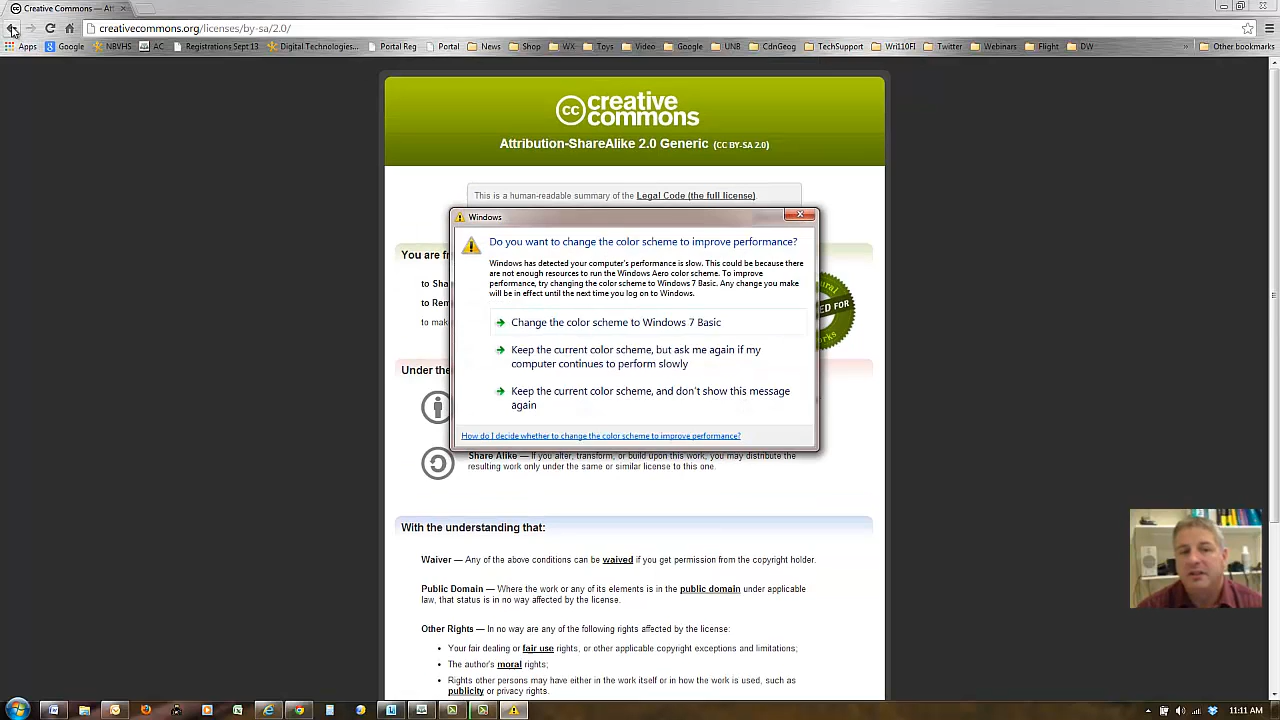 Creative Commons — Att
creativecommons.org/licenses/by-sa/2.0/
Apps Google NBVHS AC Registrations Sept 13 Digital Teaching... Portal Reg Portal News Shop WX Toys Video Google UNB CdnGeog TechSupport Wri110Fl Twitter Webinars Flight DW » Other bookmarks
cc creative commons
Attribution-ShareAlike 2.0 Generic (CC BY-SA 2.0)
This is a human-readable summary of the Legal Code (the full license).
Windows
Do you want to change the color scheme to improve performance?
Windows has detected your computer's performance is slow. This could be because there
are not enough resources to run the Windows Aero color scheme. To improve
performance, try changing the color scheme to Windows 7 Basic. Any change you make
will be in effect until the next time you log on to Windows.
Change the color scheme to Windows 7 Basic
Keep the current color scheme, but ask me again if my
computer continues to perform slowly
Keep the current color scheme, and don't show this message
again
How do I decide whether to change the color scheme to improve performance?
You are fr
to Sha
to Rem
to mak
ED FOR
Under the
Share Alike — If you alter, transform, or build upon this work, you may distribute the
resulting work only under the same or similar license to this one.
With the understanding that:
Waiver — Any of the above conditions can be waived if you get permission from the copyright holder.
Public Domain — Where the work or any of its elements is in the public domain under applicable
law, that status is in no way affected by the license.
Other Rights — In no way are any of the following rights affected by the license:
• Your fair dealing or fair use rights, or other applicable copyright exceptions and limitations;
• The author's moral rights;
• Rights other persons may have either in the work itself or in how the work is used, such as
publicity or privacy rights.
11:11 AM